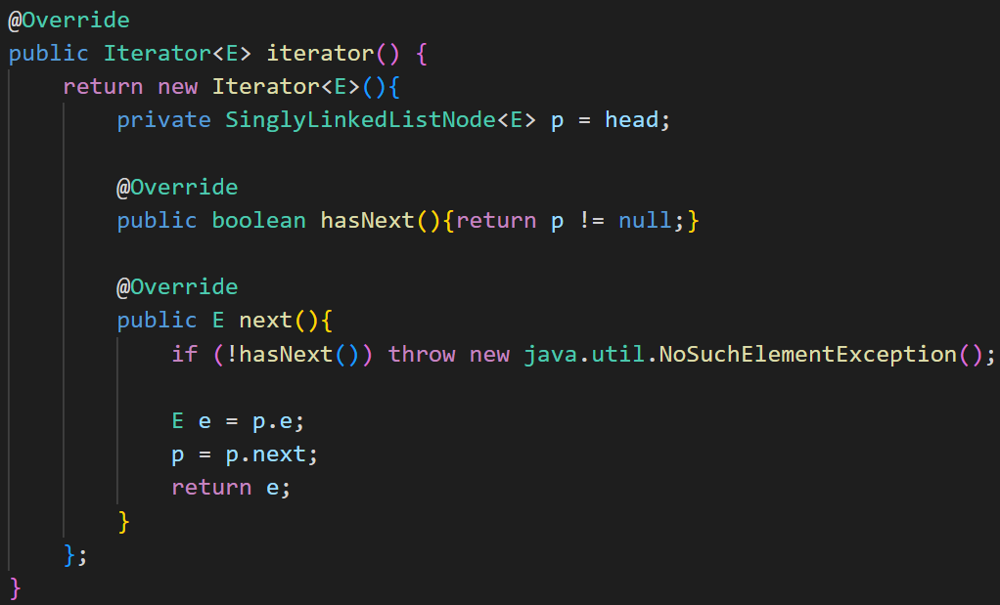 @Override
public Iterator<E> iterator() {
    return new Iterator<E>(){
        private SinglyLinkedListNode<E> p = head;

        @Override
        public boolean hasNext(){return p != null;}

        @Override
        public E next(){
            if (!hasNext()) throw new java.util.NoSuchElementException();

            E e = p.e;
            p = p.next;
            return e;
        }
    };
}